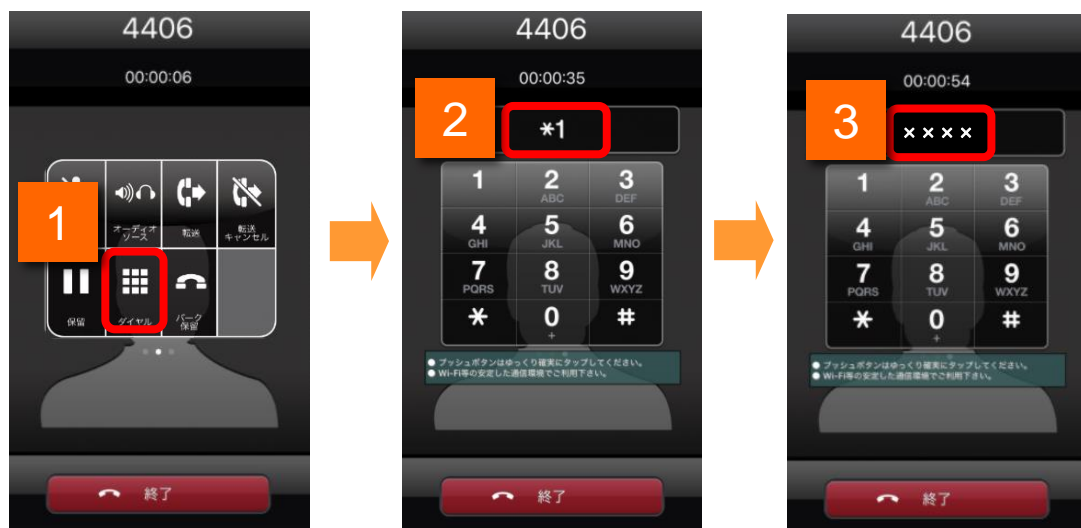 4406
00:00:06
1
オーディオ
ソース
転送
転送
キャンセル
保留
ダイヤル
パーク
保留
終了
4406
00:00:35
2
*1
1
2
ABC
3
DEF
4
GHI
5
JKL
6
MNO
7
PQRS
8
TUV
9
WXYZ
*
0
+
#
● プッシュボタンはゆっくり確実にタップしてください。
● Wi-Fi等の安定した通信環境でご利用下さい。
終了
4406
00:00:54
3
××××
1
2
ABC
3
DEF
4
GHI
5
JKL
6
MNO
7
PQRS
8
TUV
9
WXYZ
*
0
+
#
● プッシュボタンはゆっくり確実にタップしてください。
● Wi-Fi等の安定した通信環境でご利用下さい。
終了